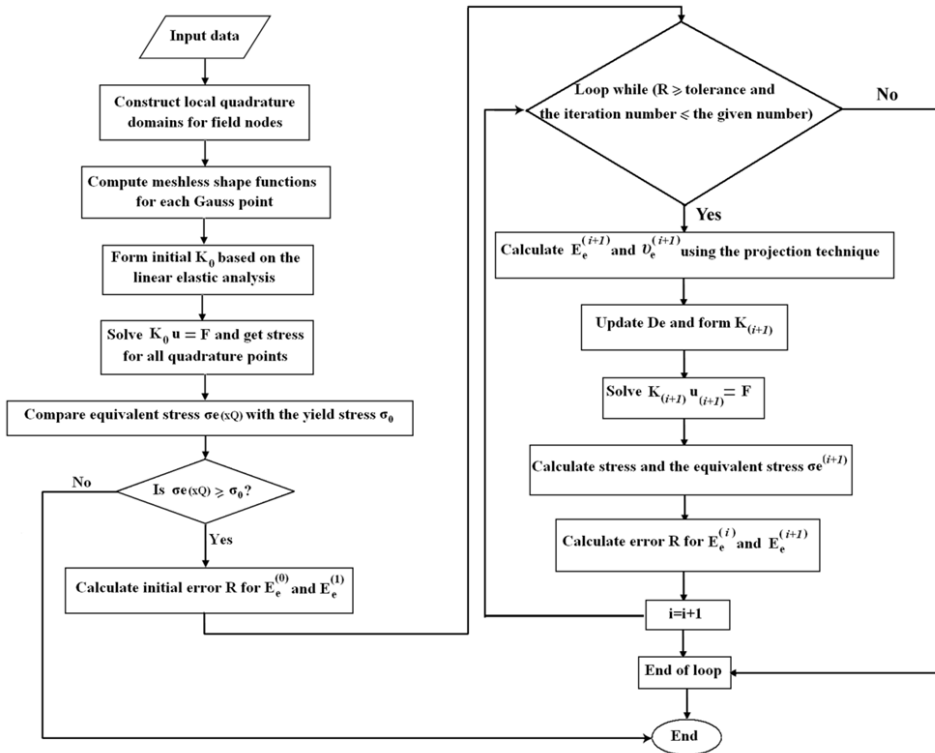 Input data
Construct local quadrature
domains for field nodes
Compute meshless shape functions
for each Gauss point
Form initial K₀ based on the
linear elastic analysis
Solve K₀ u = F and get stress
for all quadrature points
Compare equivalent stress σe(xQ) with the yield stress σ₀
Is σe(xQ) ⩾ σ₀?
No
Yes
Calculate initial error R for Eₑ⁽⁰⁾ and Eₑ⁽¹⁾
Loop while (R ⩾ tolerance and
the iteration number ⩽ the given number)
No
Yes
Calculate Eₑ⁽ⁱ⁺¹⁾ and υₑ⁽ⁱ⁺¹⁾ using the projection technique
Update De and form K₍ᵢ₊₁₎
Solve K₍ᵢ₊₁₎ u₍ᵢ₊₁₎ = F
Calculate stress and the equivalent stress σe⁽ⁱ⁺¹⁾
Calculate error R for Eₑ⁽ⁱ⁾ and Eₑ⁽ⁱ⁺¹⁾
i=i+1
End of loop
End